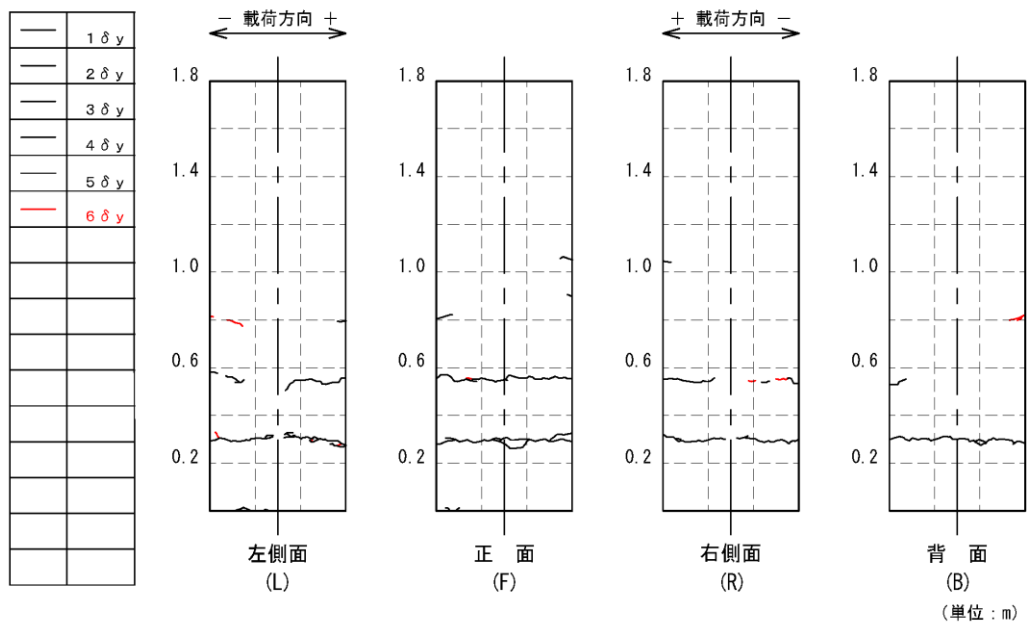 1δy
2δy
3δy
4δy
5δy
6δy
− 載荷方向 +
1.8
1.4
1.0
0.6
0.2
左側面
(L)
1.8
1.4
1.0
0.6
0.2
正 面
(F)
+ 載荷方向 −
1.8
1.4
1.0
0.6
0.2
右側面
(R)
1.8
1.4
1.0
0.6
0.2
背 面
(B)
(単位:m)